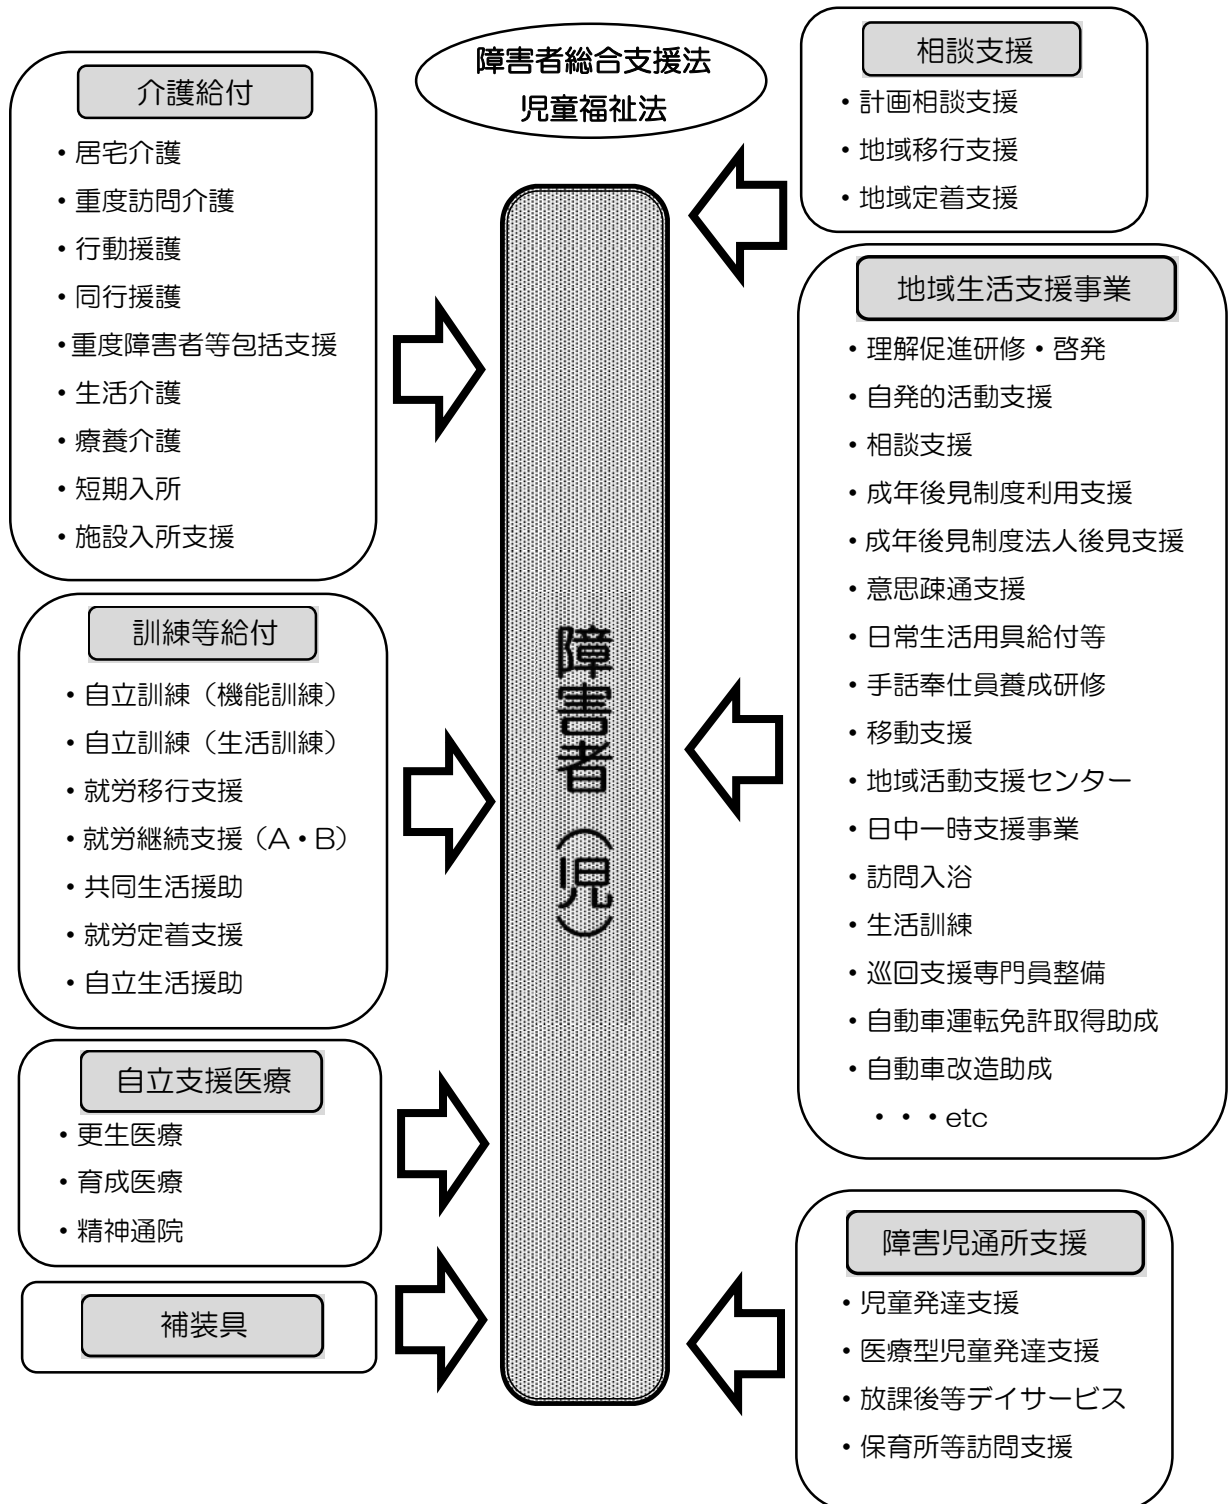 障害者総合支援法
児童福祉法
介護給付
・居宅介護
・重度訪問介護
・行動援護
・同行援護
・重度障害者等包括支援
・生活介護
・療養介護
・短期入所
・施設入所支援
訓練等給付
・自立訓練（機能訓練）
・自立訓練（生活訓練）
・就労移行支援
・就労継続支援（A・B）
・共同生活援助
・就労定着支援
・自立生活援助
自立支援医療
・更生医療
・育成医療
・精神通院
補装具
障害者（児）
相談支援
・計画相談支援
・地域移行支援
・地域定着支援
地域生活支援事業
・理解促進研修・啓発
・自発的活動支援
・相談支援
・成年後見制度利用支援
・成年後見制度法人後見支援
・意思疎通支援
・日常生活用具給付等
・手話奉仕員養成研修
・移動支援
・地域活動支援センター
・日中一時支援事業
・訪問入浴
・生活訓練
・巡回支援専門員整備
・自動車運転免許取得助成
・自動車改造助成
・・・etc
障害児通所支援
・児童発達支援
・医療型児童発達支援
・放課後等デイサービス
・保育所等訪問支援